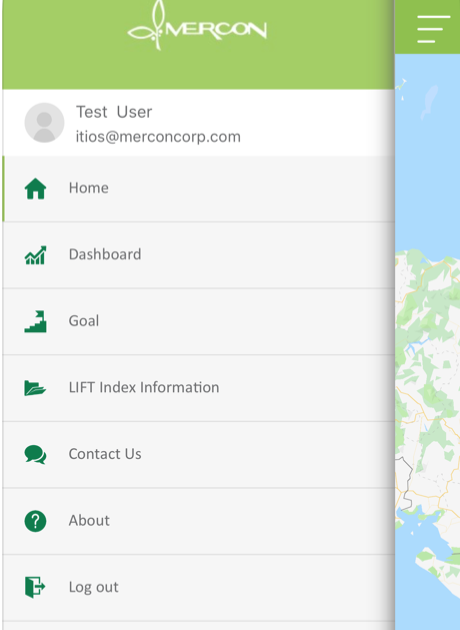 MERCON
Test User
itios@merconcorp.com
Home
Dashboard
Goal
LIFT Index Information
Contact Us
?
About
Log out